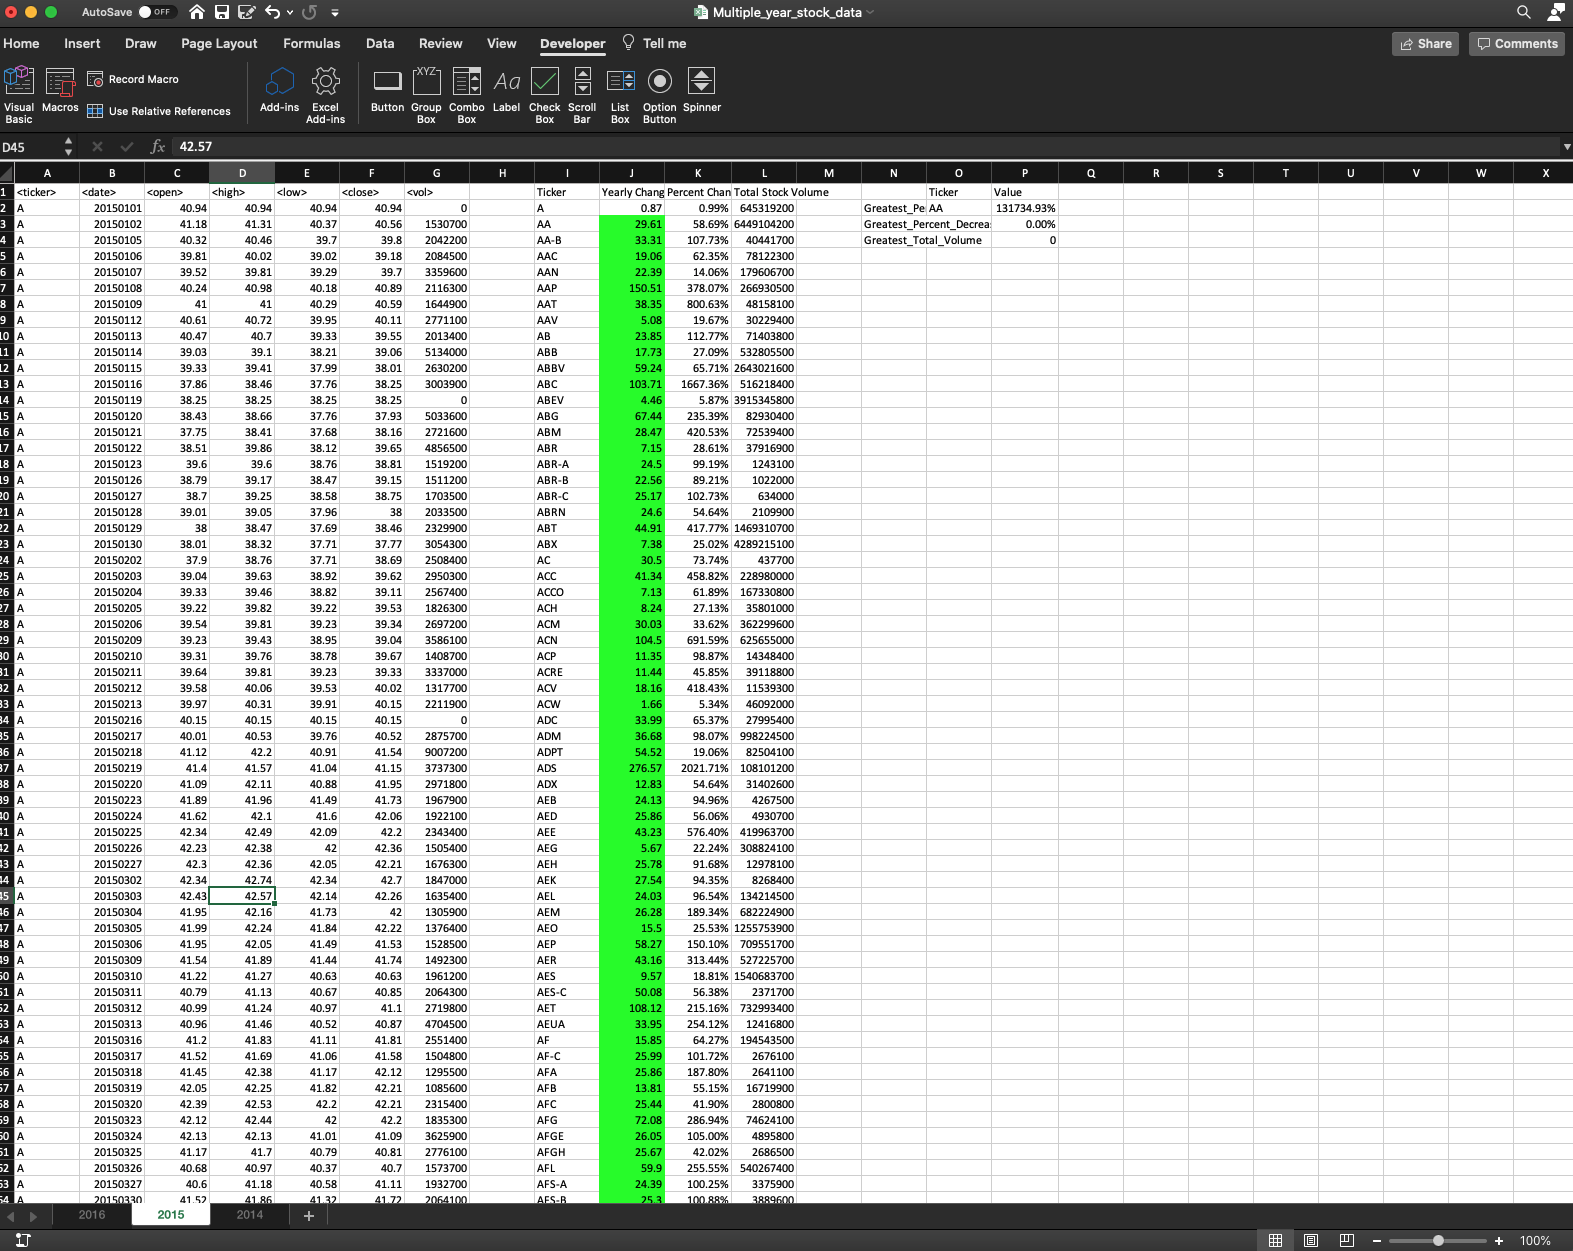 AutoSave OFF Multiple_year_stock_data
Home Insert Draw Page Layout Formulas Data Review View Developer Tell me Share Comments
Visual Basic Macros Record Macro Use Relative References Add-ins Excel Add-ins Button Group Box Combo Box Label Check Box Scroll Bar List Box Option Button Spinner
XYZ Aa
D45 fx 42.57
A B C D E F G H I J K L M N O P Q R S T U V W X
1 <ticker> <date> <open> <high> <low> <close> <vol> Ticker Yearly Chang Percent Chan Total Stock Volume Ticker Value
2 A 20150101 40.94 40.94 40.94 40.94 0 A 0.87 0.99% 645319200 Greatest_Pe AA 131734.93%
3 A 20150102 41.18 41.31 40.37 40.56 1530700 AA 29.61 58.69% 6449104200 Greatest_Percent_Decrea 0.00%
4 A 20150105 40.32 40.46 39.7 39.8 2042200 AA-B 33.31 107.73% 40441700 Greatest_Total_Volume 0
5 A 20150106 39.81 40.02 39.02 39.18 2084500 AAC 19.06 62.35% 78122300
6 A 20150107 39.52 39.81 39.29 39.7 3359600 AAN 22.39 14.06% 179606700
7 A 20150108 40.24 40.98 40.18 40.89 2116300 AAP 150.51 378.07% 266930500
8 A 20150109 41 41 40.29 40.59 1644900 AAT 38.35 800.63% 48158100
9 A 20150112 40.61 40.72 39.95 40.11 2771100 AAV 5.08 19.67% 30229400
10 A 20150113 40.47 40.7 39.33 39.55 2013400 AB 23.85 112.77% 71403800
11 A 20150114 39.03 39.1 38.21 39.06 5134000 ABB 17.73 27.09% 532805500
12 A 20150115 39.33 39.41 37.99 38.01 2630200 ABBV 59.24 65.71% 2643021600
13 A 20150116 37.86 38.46 37.76 38.25 3003900 ABC 103.71 1667.36% 516218400
14 A 20150119 38.25 38.25 38.25 38.25 0 ABEV 4.46 5.87% 3915345800
15 A 20150120 38.43 38.66 37.76 37.93 5033600 ABG 67.44 235.39% 82930400
16 A 20150121 37.75 38.41 37.68 38.16 2721600 ABM 28.47 420.53% 72539400
17 A 20150122 38.51 39.86 38.12 39.65 4856500 ABR 7.15 28.61% 37916900
18 A 20150123 39.6 39.6 38.76 38.81 1519200 ABR-A 24.5 99.19% 1243100
19 A 20150126 38.79 39.17 38.47 39.15 1511200 ABR-B 22.56 89.21% 1022000
20 A 20150127 38.7 39.25 38.58 38.75 1703500 ABR-C 25.17 102.73% 634000
21 A 20150128 39.01 39.05 37.96 38 2033500 ABRN 24.6 54.64% 2109900
22 A 20150129 38 38.47 37.69 38.46 2329900 ABT 44.91 417.77% 1469310700
23 A 20150130 38.01 38.32 37.71 37.77 3054300 ABX 7.38 25.02% 4289215100
24 A 20150202 37.9 38.76 37.71 38.69 2508400 AC 30.5 73.74% 437700
25 A 20150203 39.04 39.63 38.92 39.62 2950300 ACC 41.34 458.82% 228980000
26 A 20150204 39.33 39.46 38.82 39.11 2567400 ACCO 7.13 61.89% 167330800
27 A 20150205 39.22 39.82 39.22 39.53 1826300 ACH 8.24 27.13% 35801000
28 A 20150206 39.54 39.81 39.23 39.34 2697200 ACM 30.03 33.62% 362299600
29 A 20150209 39.23 39.43 38.95 39.04 3586100 ACN 104.5 691.59% 625655000
30 A 20150210 39.31 39.76 38.78 39.67 1408700 ACP 11.35 98.87% 14348400
31 A 20150211 39.64 39.81 39.23 39.33 3337000 ACRE 11.44 45.85% 39118800
32 A 20150212 39.58 40.06 39.53 40.02 1317700 ACV 18.16 418.43% 11539300
33 A 20150213 39.97 40.31 39.91 40.15 2211900 ACW 1.66 5.34% 46092000
34 A 20150216 40.15 40.15 40.15 40.15 0 ADC 33.99 65.37% 27995400
35 A 20150217 40.01 40.53 39.76 40.52 2875700 ADM 36.68 98.07% 998224500
36 A 20150218 41.12 42.2 40.91 41.54 9007200 ADPT 54.52 19.06% 82504100
37 A 20150219 41.4 41.57 41.04 41.15 3737300 ADS 276.57 2021.71% 108101200
38 A 20150220 41.09 42.11 40.88 41.95 2971800 ADX 12.83 54.64% 31402600
39 A 20150223 41.89 41.96 41.49 41.73 1967900 AEB 24.13 94.96% 4267500
40 A 20150224 41.62 42.1 41.6 42.06 1922100 AED 25.86 56.06% 4930700
41 A 20150225 42.34 42.49 42.09 42.2 2343400 AEE 43.23 576.40% 419963700
42 A 20150226 42.23 42.38 42 42.36 1505400 AEG 5.67 22.24% 308824100
43 A 20150227 42.3 42.36 42.05 42.21 1676300 AEH 25.78 91.68% 12978100
44 A 20150302 42.34 42.74 42.34 42.7 1847000 AEK 27.54 94.35% 8268400
45 A 20150303 42.43 42.57 42.14 42.26 1635400 AEL 24.03 96.54% 134214500
46 A 20150304 41.95 42.16 41.73 42 1305900 AEM 26.28 189.34% 682224900
47 A 20150305 41.99 42.24 41.84 42.22 1376400 AEO 15.5 25.53% 1255753900
48 A 20150306 41.95 42.05 41.49 41.53 1528500 AEP 58.27 150.10% 709551700
49 A 20150309 41.54 41.89 41.44 41.74 1492300 AER 43.16 313.44% 527225700
50 A 20150310 41.22 41.27 40.63 40.63 1961200 AES 9.57 18.81% 1540683700
51 A 20150311 40.79 41.13 40.67 40.85 2064300 AES-C 50.08 56.38% 2371700
52 A 20150312 40.99 41.24 40.97 41.1 2719800 AET 108.12 215.16% 732993400
53 A 20150313 40.96 41.46 40.52 40.87 4704500 AEUA 33.95 254.12% 12416800
54 A 20150316 41.2 41.83 41.11 41.81 2551400 AF 15.85 64.27% 194543500
55 A 20150317 41.52 41.69 41.06 41.58 1504800 AF-C 25.99 101.72% 2676100
56 A 20150318 41.45 42.38 41.17 42.12 1295500 AFA 25.86 187.80% 2641100
57 A 20150319 42.05 42.25 41.82 42.21 1085600 AFB 13.81 55.15% 16719900
58 A 20150320 42.39 42.53 42.2 42.21 2315400 AFC 25.44 41.90% 2800800
59 A 20150323 42.12 42.44 42 42.2 1835300 AFG 72.08 286.94% 74624100
60 A 20150324 42.13 42.13 41.01 41.09 3625900 AFGE 26.05 105.00% 4895800
61 A 20150325 41.17 41.7 40.79 40.81 2776100 AFGH 25.67 42.02% 2686500
62 A 20150326 40.68 40.97 40.37 40.7 1573700 AFL 59.9 255.55% 540267400
63 A 20150327 40.6 41.18 40.58 41.11 1932700 AFS-A 24.39 100.25% 3375900
64 A 20150330 41.52 41.86 41.32 41.72 2064100 AFS-B 25.3 100.88% 3889600
2016 2015 2014 +
100%